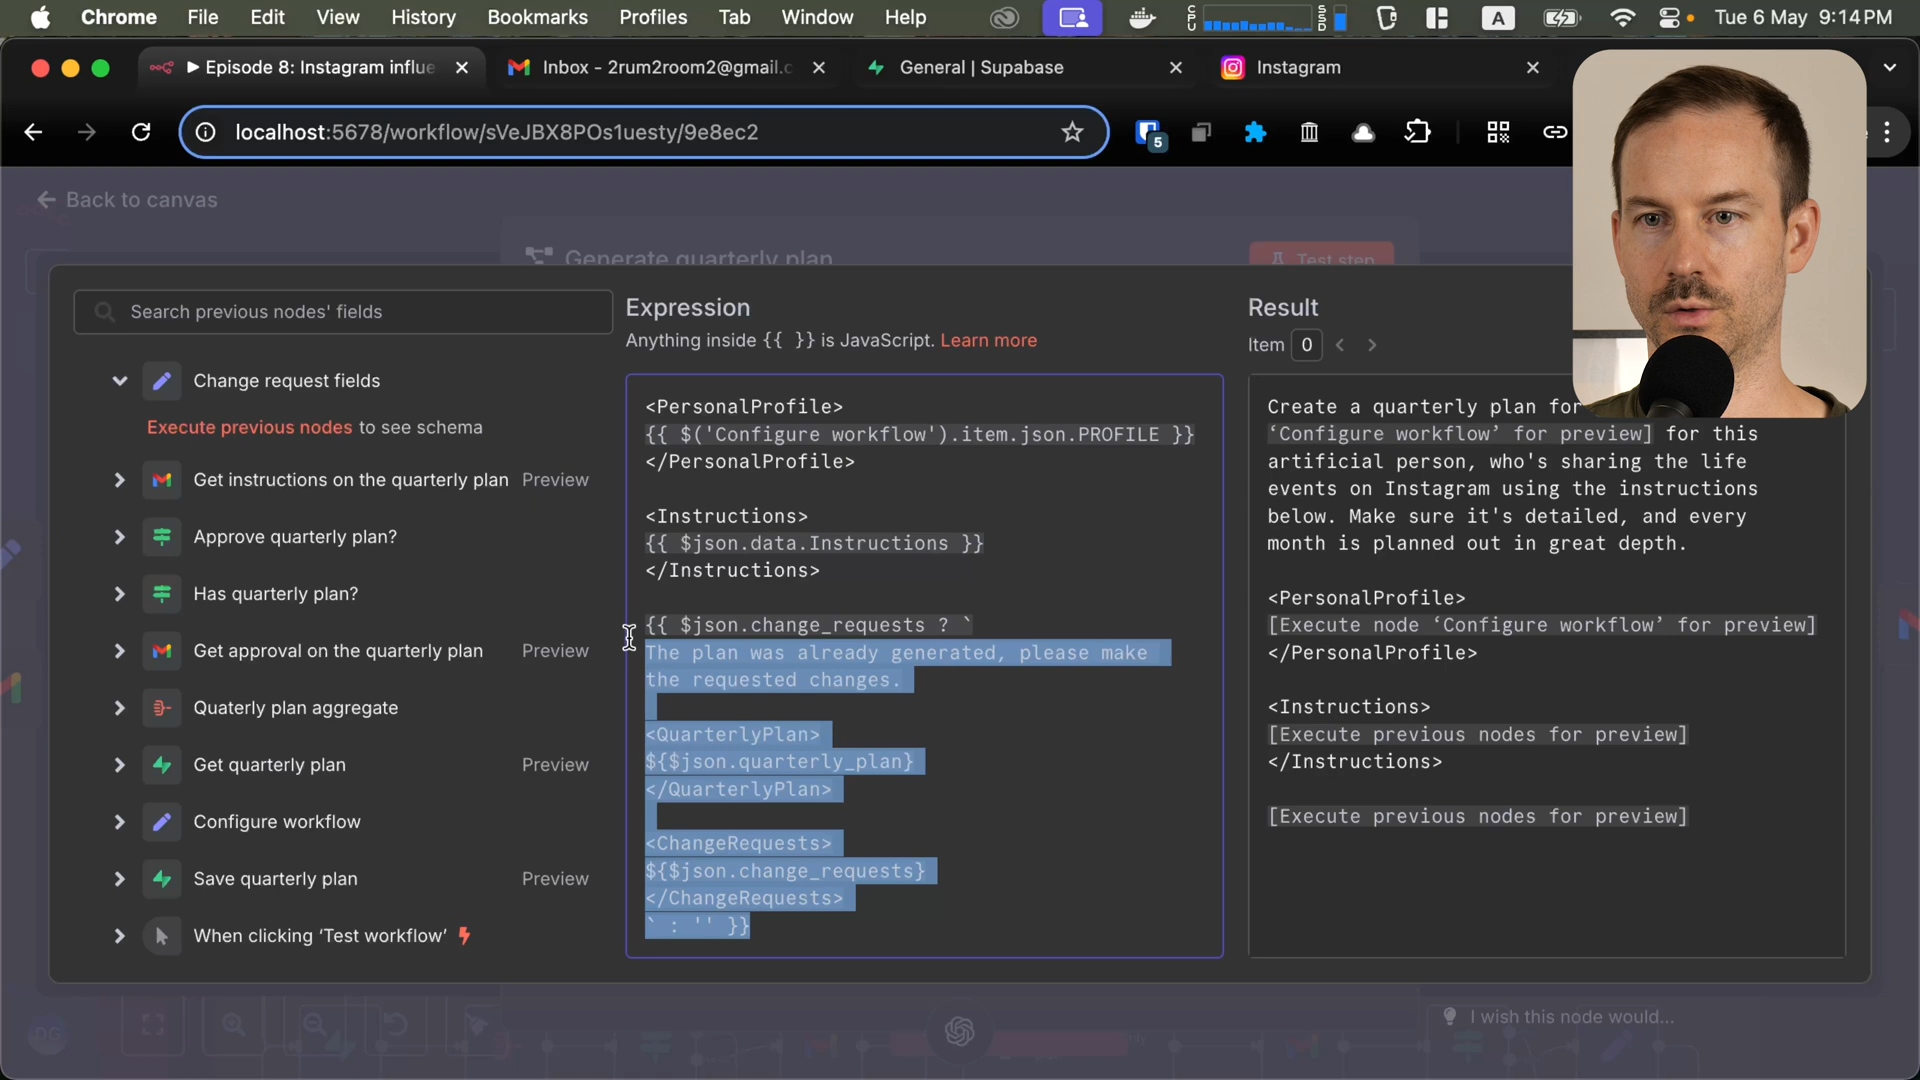 Chrome File Edit View History Bookmarks Profiles Tab Window Help CPU SSD A Tue 6 May 9:14 PM
▶ Episode 8: Instagram influe
Inbox - 2rum2room2@gmail.c
General | Supabase
Instagram
localhost:5678/workflow/sVeJBX8POs1uesty/9e8ec2
5
Back to canvas
Generate quarterly plan
Test step
Search previous nodes' fields
Change request fields
Execute previous nodes to see schema
Get instructions on the quarterly plan Preview
Approve quarterly plan?
Has quarterly plan?
Get approval on the quarterly plan Preview
Quaterly plan aggregate
Get quarterly plan Preview
Configure workflow
Save quarterly plan Preview
When clicking ‘Test workflow’
Expression
Anything inside {{ }} is JavaScript. Learn more
<PersonalProfile>
{{ $('Configure workflow').item.json.PROFILE }}
</PersonalProfile>
<Instructions>
{{ $json.data.Instructions }}
</Instructions>
{{ $json.change_requests ? `
The plan was already generated, please make
the requested changes.
<QuarterlyPlan>
${$json.quarterly_plan}
</QuarterlyPlan>
<ChangeRequests>
${$json.change_requests}
</ChangeRequests>
` : '' }}
Result
Item 0
Create a quarterly plan for
‘Configure workflow’ for preview] for this
artificial person, who's sharing the life
events on Instagram using the instructions
below. Make sure it's detailed, and every
month is planned out in great depth.
<PersonalProfile>
[Execute node ‘Configure workflow’ for preview]
</PersonalProfile>
<Instructions>
[Execute previous nodes for preview]
</Instructions>
[Execute previous nodes for preview]
DG
I wish this node would...